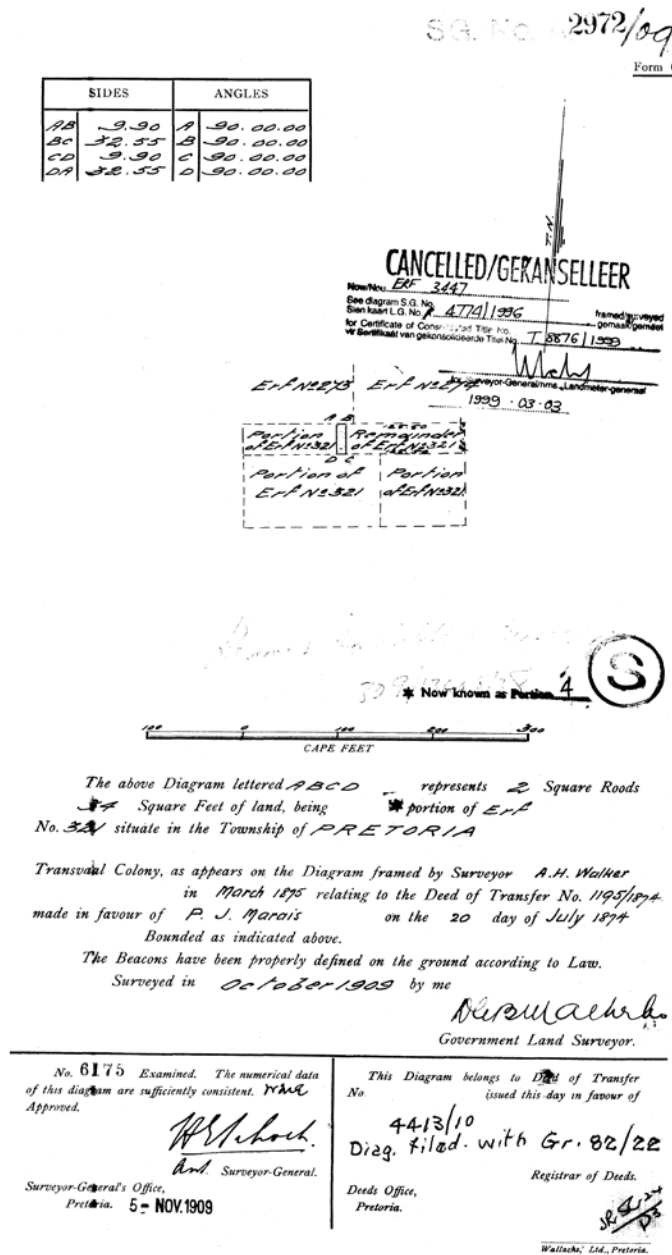 S.G. No. A 2972/09
Form
SIDES ANGLES
AB 9.90 A 90.00.00
BC 32.55 B 90.00.00
CD 9.90 C 90.00.00
DA 32.55 D 90.00.00
T.N.
CANCELLED/GEKANSELLEER
Now/Nou ERF 3447
See diagram S.G. No. framed/surveyed
Sien kaart L.G. No. A 4774/1996 gemaak/gemeet
for Certificate of Consolidated Title No. T 8876/1999
vir Sertifikaat van gekonsolideerde Titel No.
for Surveyor-General/nms. Landmeter-generaal
1999-03-03
Erf No 273 Erf No 274
A B
Portion Remainder
of Erf No 321 of Erf No 321
D C
Portion of Portion
Erf No 321 of Erf No 321
* Now known as Portion 4
S
100 0 100 200 300
CAPE FEET
The above Diagram lettered ABCD represents 2 Square Roods
34 Square Feet of land, being portion of Erf
No. 321 situate in the Township of PRETORIA
Transvaal Colony, as appears on the Diagram framed by Surveyor A.H. Walker
in March 1875 relating to the Deed of Transfer No. 1195/1874
made in favour of P. J. Marais on the 20 day of July 1874
Bounded as indicated above.
The Beacons have been properly defined on the ground according to Law.
Surveyed in October 1909 by me
Government Land Surveyor.
No. 6175 Examined. The numerical data
of this diagram are sufficiently consistent.
Approved.
Surveyor-General.
Surveyor-General's Office,
Pretoria. 5-NOV.1909
This Diagram belongs to Deed of Transfer
No. issued this day in favour of
4413/10
Diag. filed. with Gr. 82/22
Registrar of Deeds.
Deeds Office,
Pretoria.
Wallachs', Ltd., Pretoria.